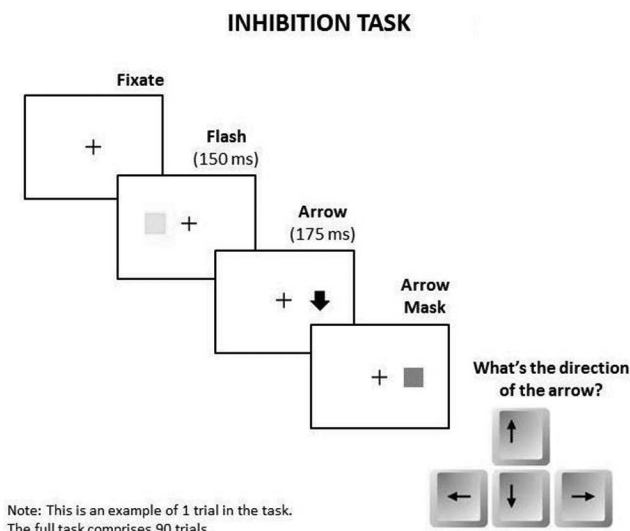 INHIBITION TASK
Fixate
Flash
(150 ms)
Arrow
(175 ms)
Arrow
Mask
What's the direction
of the arrow?
Note: This is an example of 1 trial in the task.
The full task comprises 90 trials